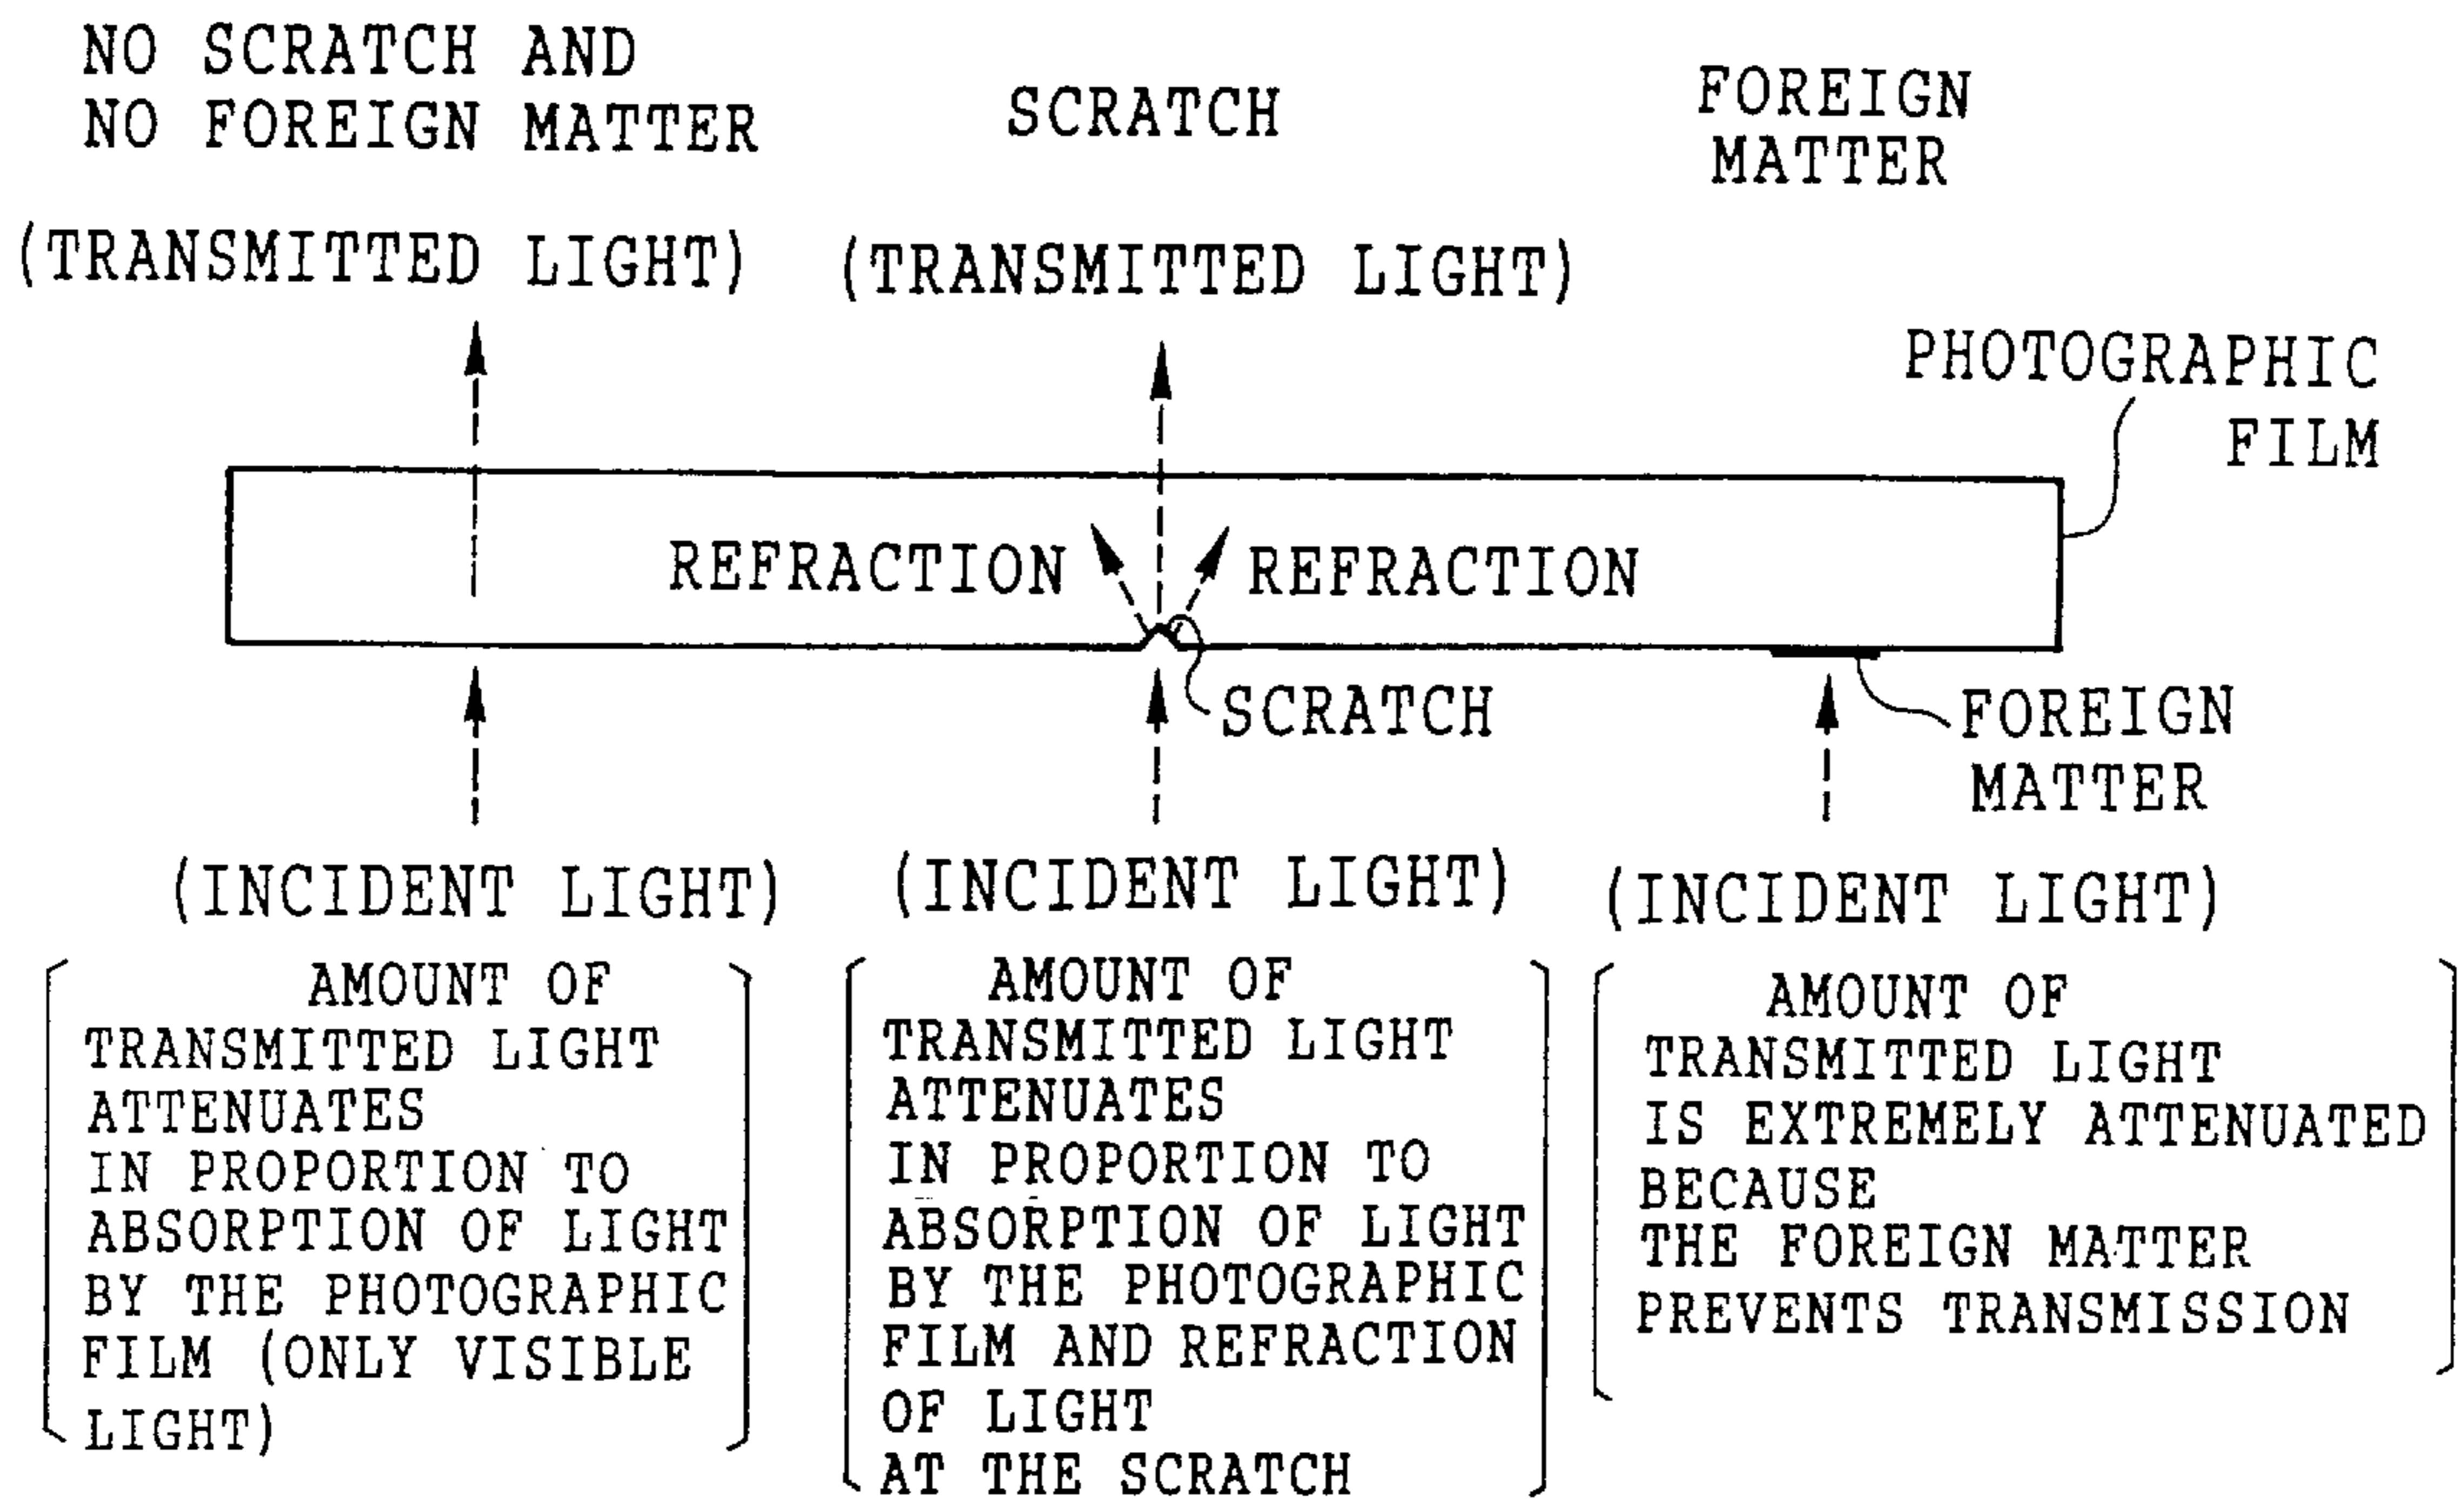 NO SCRATCH AND
NO FOREIGN MATTER
SCRATCH
FOREIGN
MATTER
(TRANSMITTED LIGHT)
(TRANSMITTED LIGHT)
PHOTOGRAPHIC
FILM
REFRACTION
REFRACTION
SCRATCH
FOREIGN
MATTER
(INCIDENT LIGHT)
(INCIDENT LIGHT)
(INCIDENT LIGHT)
AMOUNT OF
TRANSMITTED LIGHT
ATTENUATES
IN PROPORTION TO
ABSORPTION OF LIGHT
BY THE PHOTOGRAPHIC
FILM (ONLY VISIBLE
LIGHT)
AMOUNT OF
TRANSMITTED LIGHT
ATTENUATES
IN PROPORTION TO
ABSORPTION OF LIGHT
BY THE PHOTOGRAPHIC
FILM AND REFRACTION
OF LIGHT
AT THE SCRATCH
AMOUNT OF
TRANSMITTED LIGHT
IS EXTREMELY ATTENUATED
BECAUSE
THE FOREIGN MATTER
PREVENTS TRANSMISSION